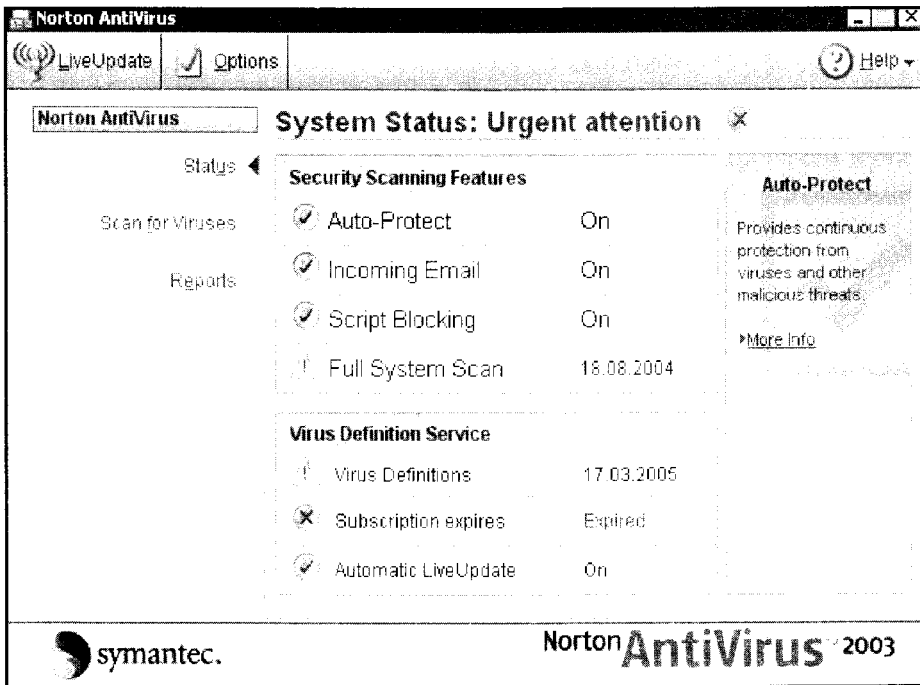 Norton AntiVirus
LiveUpdate Options Help
Norton AntiVirus
Status
Scan for Viruses
Reports
System Status: Urgent attention
Security Scanning Features
Auto-Protect On
Incoming Email On
Script Blocking On
Full System Scan 18.08.2004
Virus Definition Service
Virus Definitions 17.03.2005
Subscription expires Expired
Automatic LiveUpdate On
Auto-Protect
Provides continuous
protection from
viruses and other
malicious threats.
More Info
symantec.
Norton AntiVirus 2003